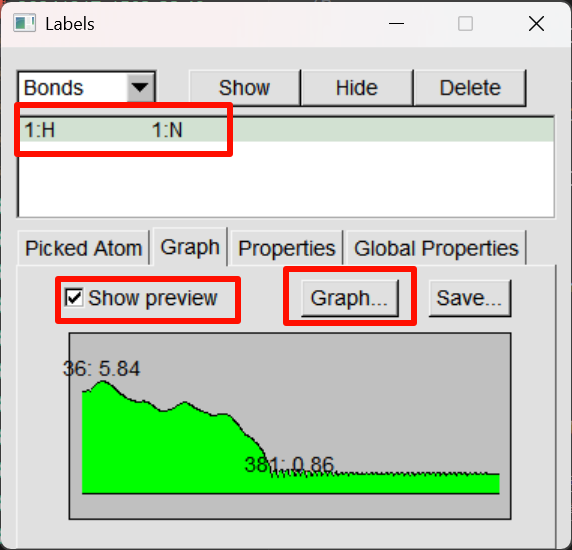 Labels
Bonds Show Hide Delete
1:H 1:N
Picked Atom Graph Properties Global Properties
Show preview Graph... Save...
36: 5.84
381: 0.86